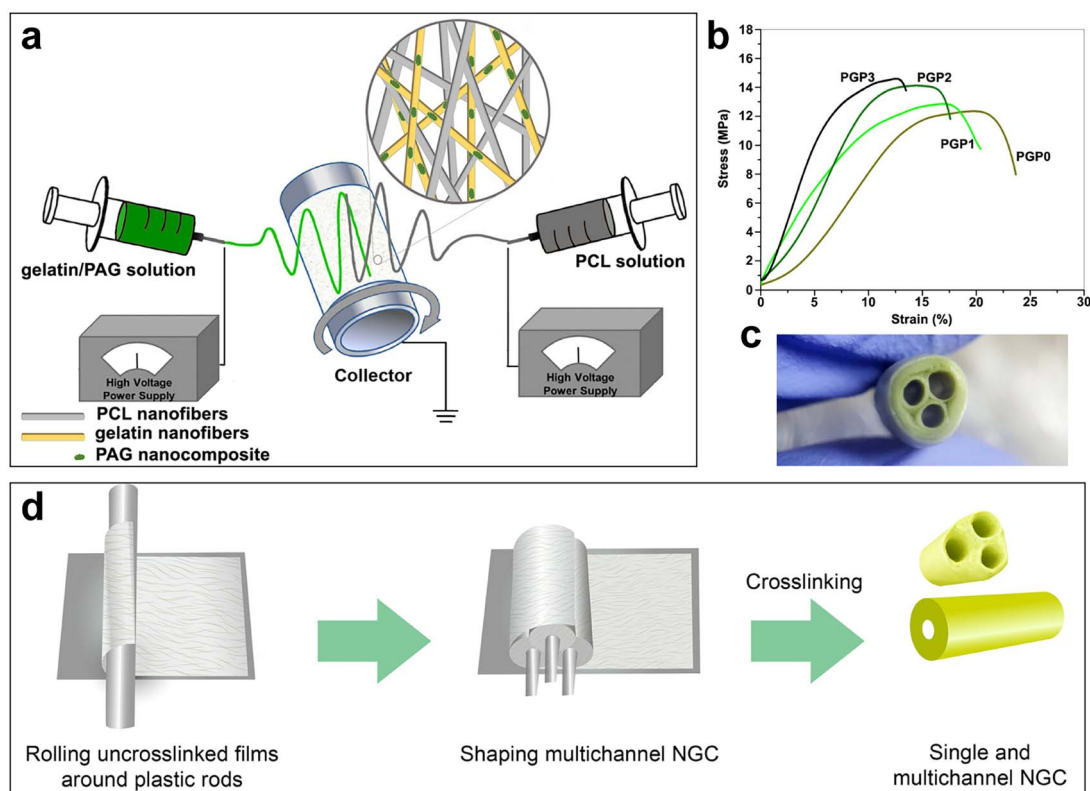 a
gelatin/PAG solution
PCL solution
High Voltage
Power Supply
Collector
High Voltage
Power Supply
PCL nanofibers
gelatin nanofibers
PAG nanocomposite
b
18
16
14
12
10
8
6
4
2
0
Stress (MPa)
PGP3
PGP2
PGP1
PGP0
0
5
10
15
20
25
30
Strain (%)
c
d
Crosslinking
Rolling uncrosslinked films
around plastic rods
Shaping multichannel NGC
Single and
multichannel NGC